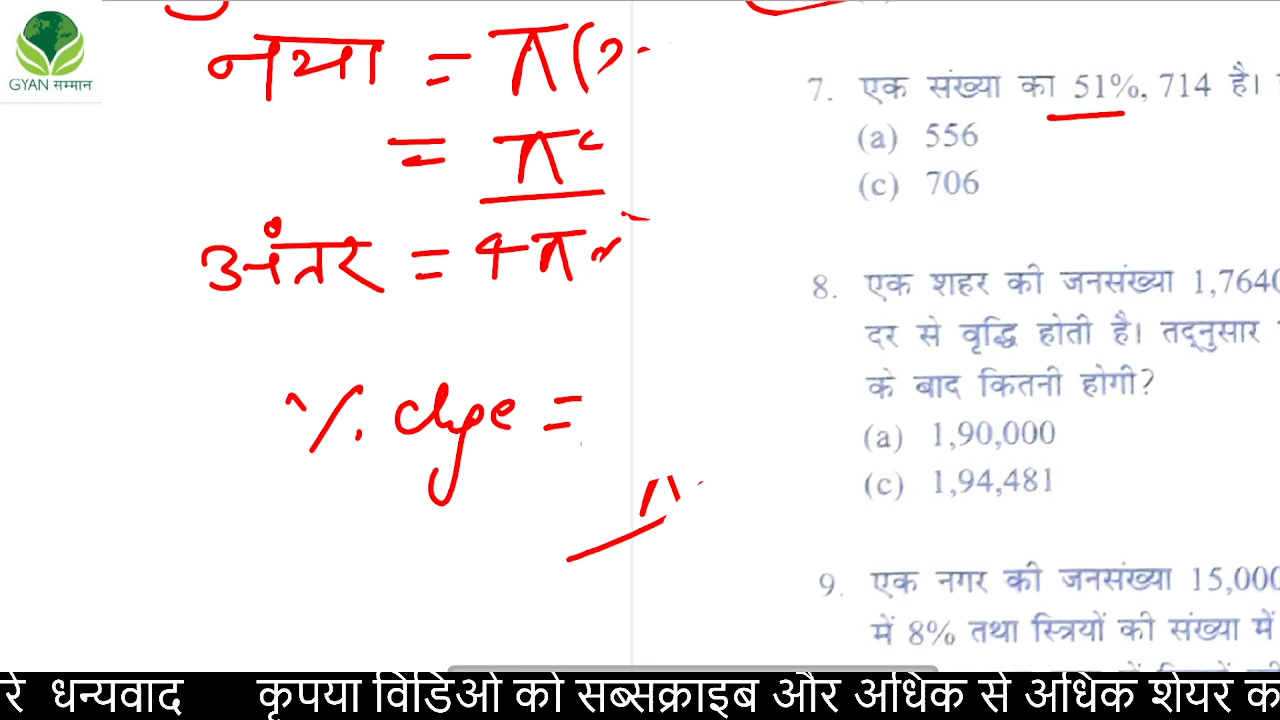 GYAN सम्मान
नया = π(
= π
अंतर = 4π
% chge =
7. एक संख्या का 51%, 714 है।
(a) 556
(c) 706
8. एक शहर की जनसंख्या 1,764
दर से वृद्धि होती है। तद्नुसार
के बाद कितनी होगी?
(a) 1,90,000
(c) 1,94,481
9. एक नगर की जनसंख्या 15,000
में 8% तथा स्त्रियों की संख्या में
रे धन्यवाद कृपया विडिओ को सब्सक्राइब और अधिक से अधिक शेयर क